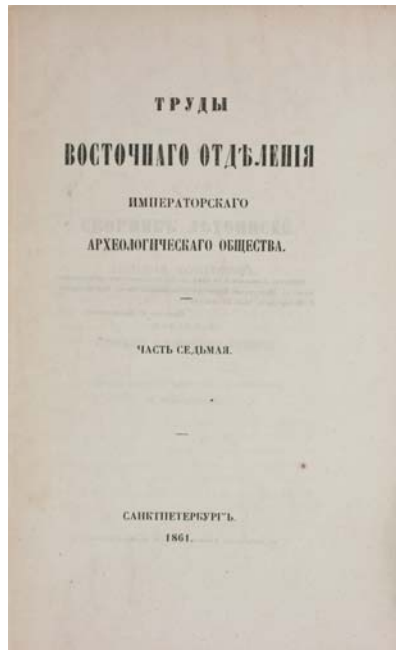 ТРУДЫ
ВОСТОЧНАГО ОТДѢЛЕНІЯ
ИМПЕРАТОРСКАГО
АРХЕОЛОГИЧЕСКАГО ОБЩЕСТВА.
ЧАСТЬ СЕДЬМАЯ.
САНКТПЕТЕРБУРГЪ.
1861.